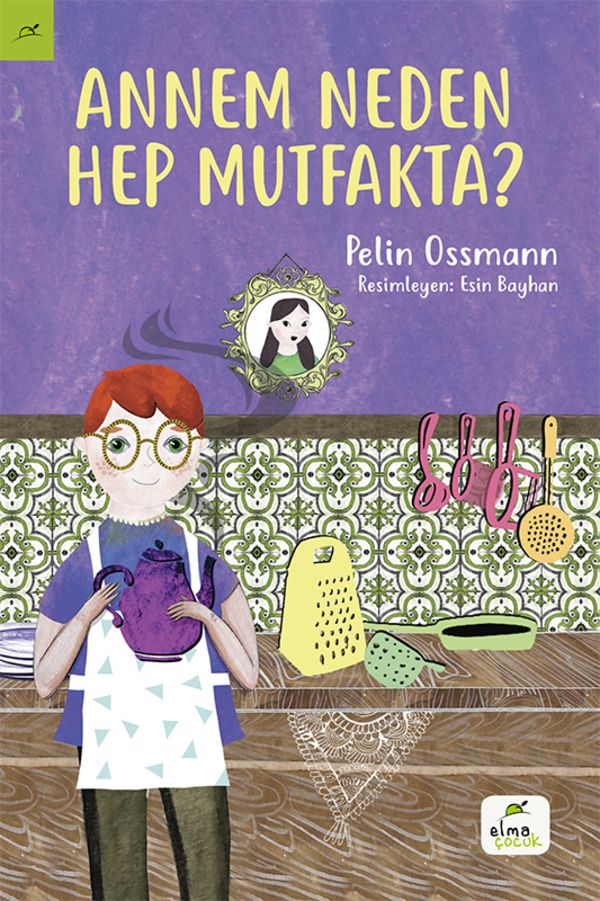 ANNEM NEDEN
HEP MUTFAKTA?
Pelin Ossmann
Resimleyen: Esin Bayhan
elma
çocuk